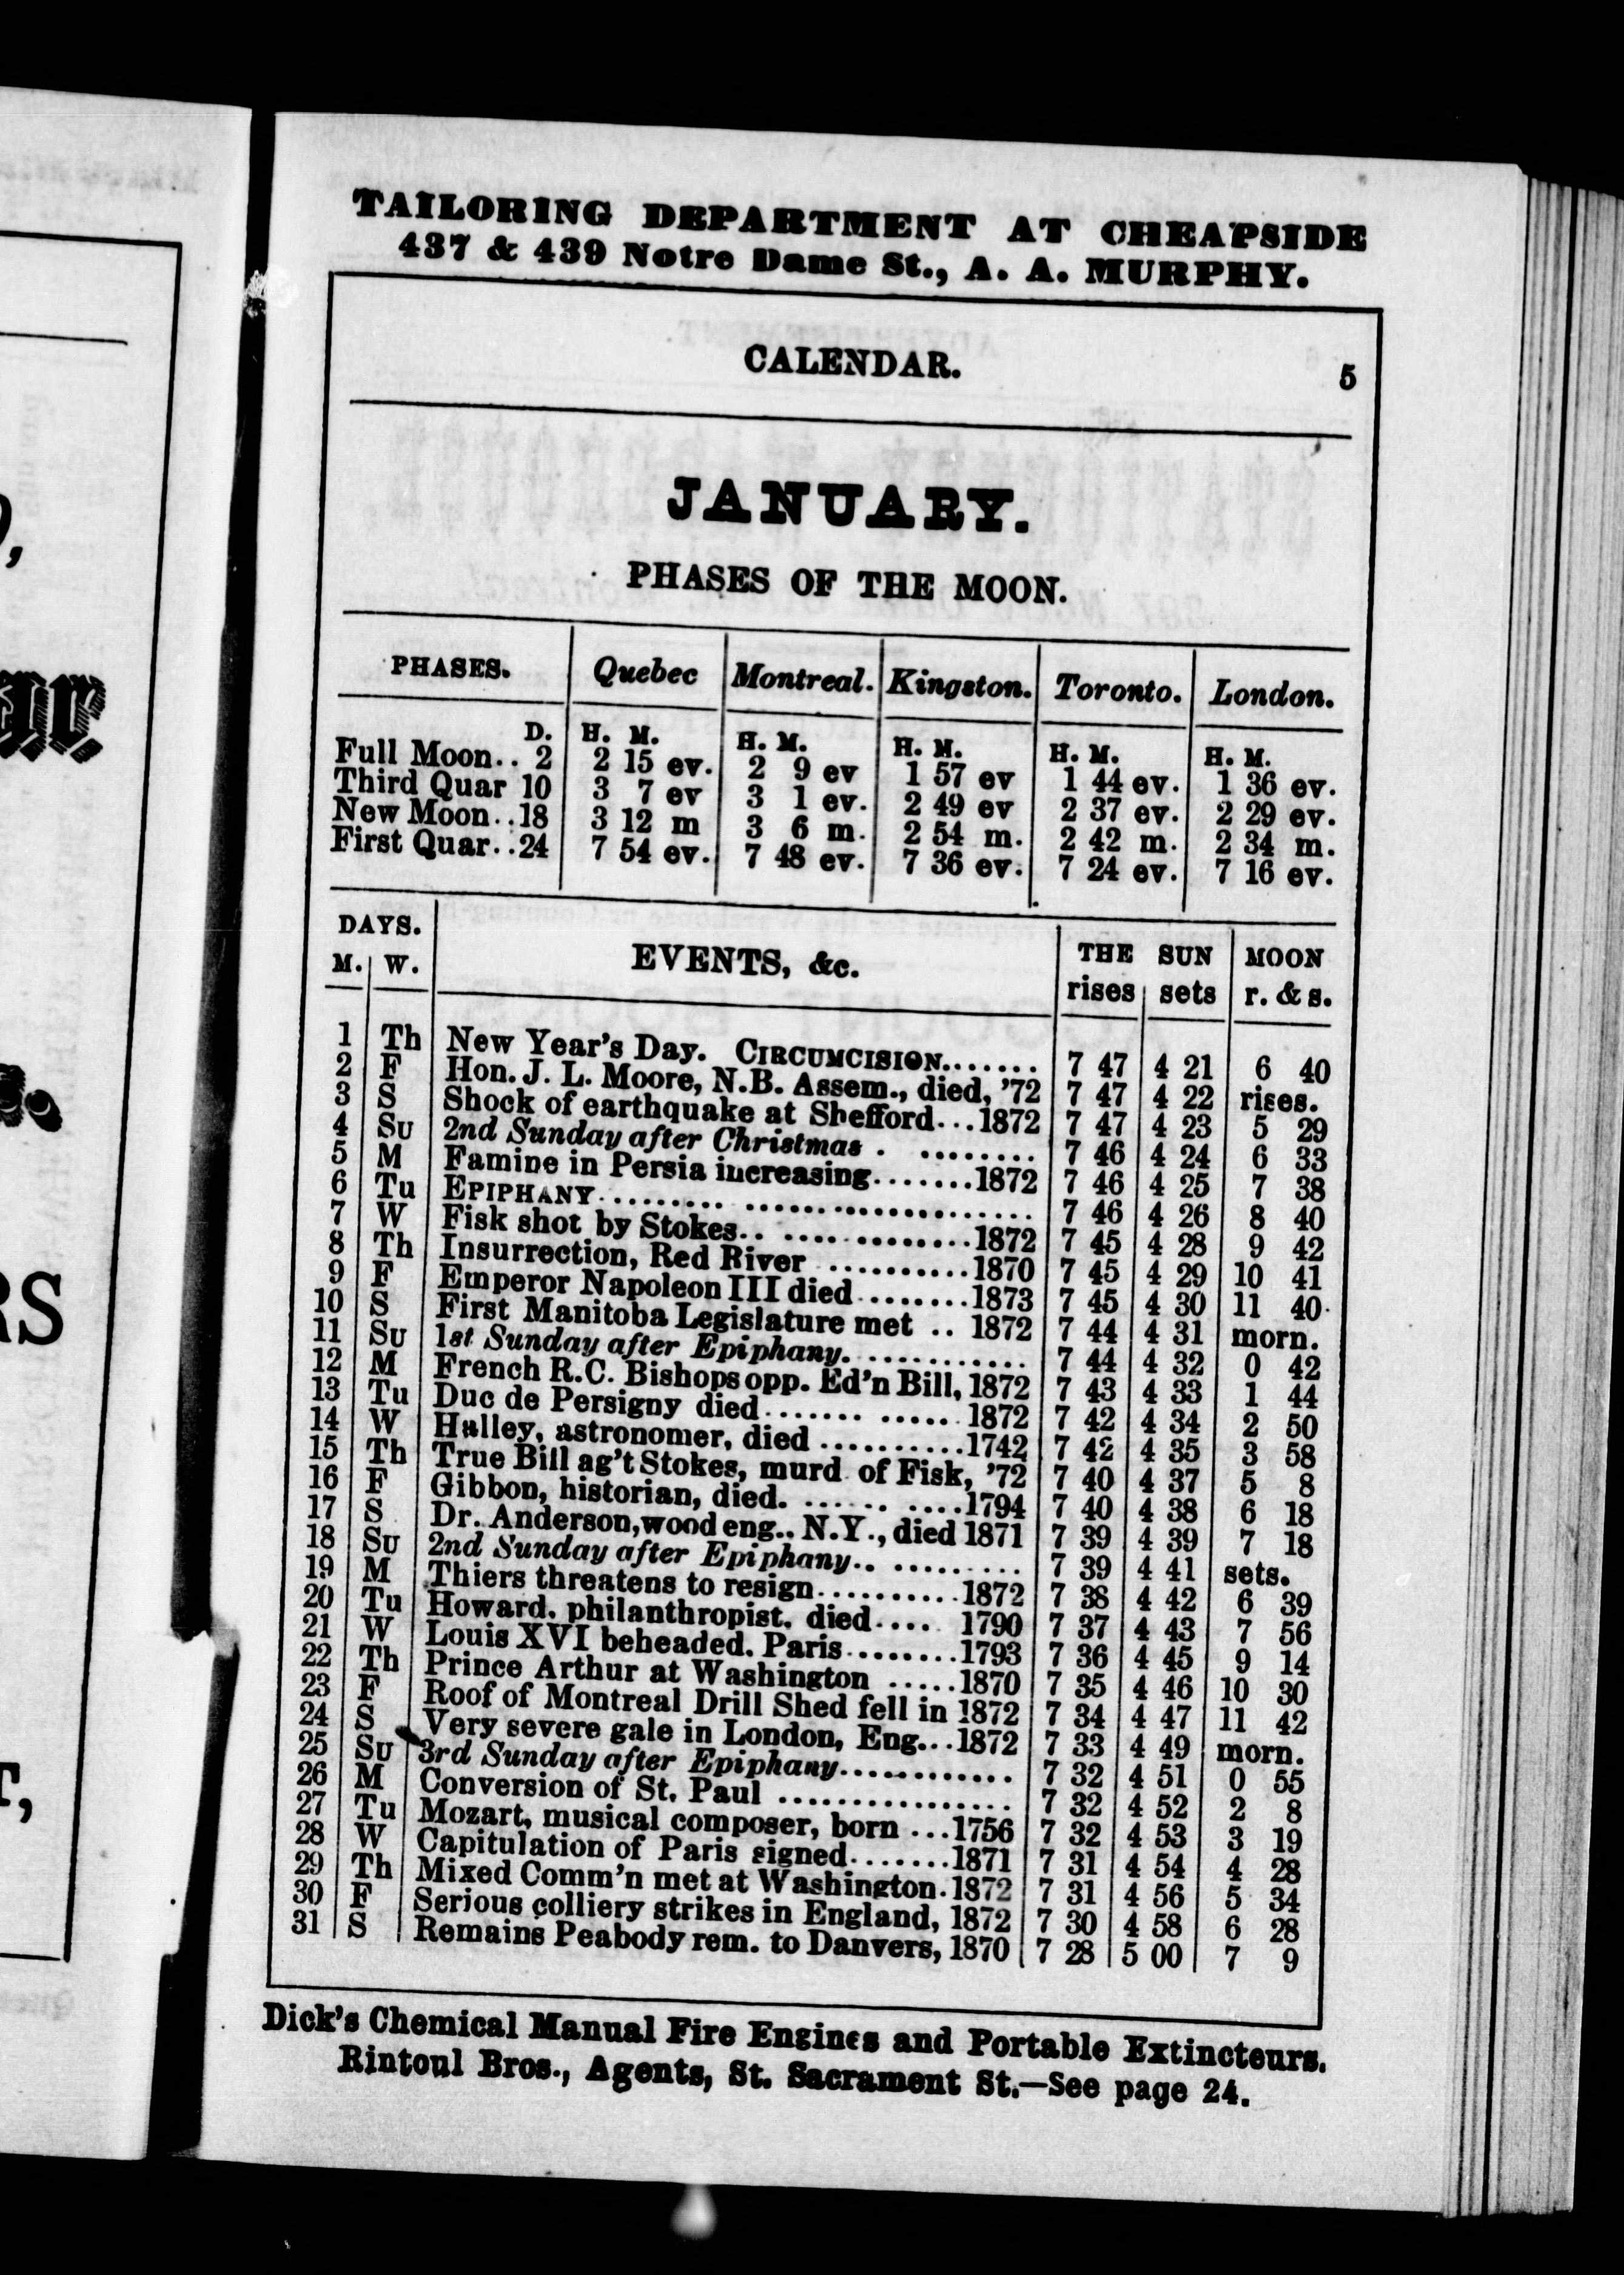 TAILORING DEPARTMENT AT CHEAPSIDE
437 & 439 Notre Dame St., A. A. MURPHY.
CALENDAR. 5
JANUARY.
PHASES OF THE MOON.
PHASES. Quebec Montreal. Kingston. Toronto. London.
D. H. M. H. M. H. M. H. M. H. M.
Full Moon.. 2 2 15 ev. 2 9 ev 1 57 ev 1 44 ev. 1 36 ev.
Third Quar 10 3 7 ev 3 1 ev. 2 49 ev 2 37 ev. 2 29 ev.
New Moon..18 3 12 m 3 6 m. 2 54 m. 2 42 m. 2 34 m.
First Quar..24 7 54 ev. 7 48 ev. 7 36 ev. 7 24 ev. 7 16 ev.
DAYS. EVENTS, &c. THE SUN MOON
M. W. rises sets r. & s.
1 Th New Year's Day. CIRCUMCISION....... 7 47 4 21 6 40
2 F Hon. J. L. Moore, N.B. Assem., died, '72 7 47 4 22 rises.
3 S Shock of earthquake at Shefford...1872 7 47 4 23 5 29
4 Su 2nd Sunday after Christmas . ......... 7 46 4 24 6 33
5 M Famine in Persia increasing.......1872 7 46 4 25 7 38
6 Tu EPIPHANY............................... 7 46 4 26 8 40
7 W Fisk shot by Stokes.. ..............1872 7 45 4 28 9 42
8 Th Insurrection, Red River ...........1870 7 45 4 29 10 41
9 F Emperor Napoleon III died........1873 7 45 4 30 11 40
10 S First Manitoba Legislature met .. 1872 7 44 4 31 morn.
11 Su 1st Sunday after Epiphany............. 7 44 4 32 0 42
12 M French R.C. Bishops opp. Ed'n Bill, 1872 7 43 4 33 1 44
13 Tu Duc de Persigny died....... ......1872 7 42 4 34 2 50
14 W Halley, astronomer, died ...........1742 7 42 4 35 3 58
15 Th True Bill ag't Stokes, murd. of Fisk, '72 7 40 4 37 5 8
16 F Gibbon, historian, died. ...... ....1794 7 40 4 38 6 18
17 S Dr. Anderson, wood eng., N.Y., died 1871 7 39 4 39 7 18
18 Su 2nd Sunday after Epiphany.. .......... 7 39 4 41 sets.
19 M Thiers threatens to resign..........1872 7 38 4 42 6 39
20 Tu Howard, philanthropist, died.... 1790 7 37 4 43 7 56
21 W Louis XVI beheaded, Paris........1793 7 36 4 45 9 14
22 Th Prince Arthur at Washington .....1870 7 35 4 46 10 30
23 F Roof of Montreal Drill Shed fell in 1872 7 34 4 47 11 42
24 S Very severe gale in London, Eng...1872 7 33 4 49 morn.
25 Su 3rd Sunday after Epiphany............ 7 32 4 51 0 55
26 M Conversion of St. Paul ................ 7 32 4 52 2 8
27 Tu Mozart, musical composer, born ...1756 7 32 4 53 3 19
28 W Capitulation of Paris signed.......1871 7 31 4 54 4 28
29 Th Mixed Comm'n met at Washington.1872 7 31 4 56 5 34
30 F Serious colliery strikes in England, 1872 7 30 4 58 6 28
31 S Remains Peabody rem. to Danvers, 1870 7 28 5 00 7 9
Dick's Chemical Manual Fire Engines and Portable Extincteurs.
Rintoul Bros., Agents, St. Sacrament St.—See page 24.